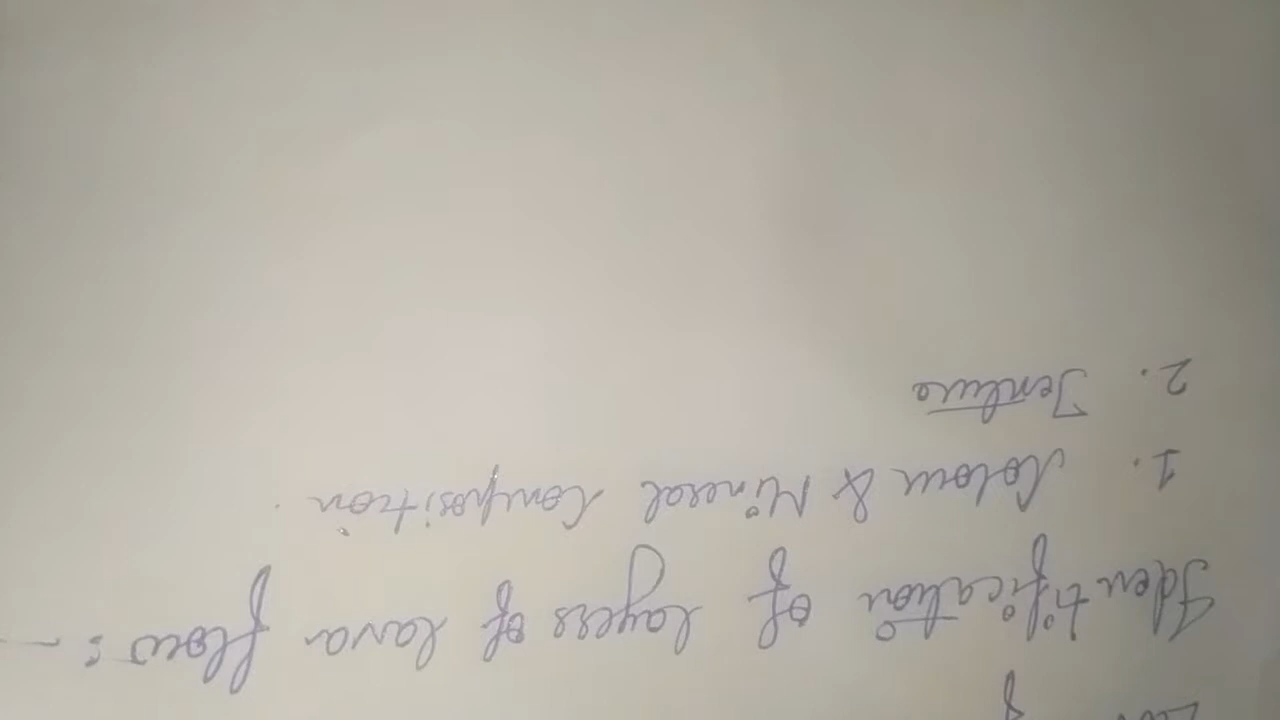 Identification of layers of lava flow :-
1. Colour & Mineral Composition.
2. Texture